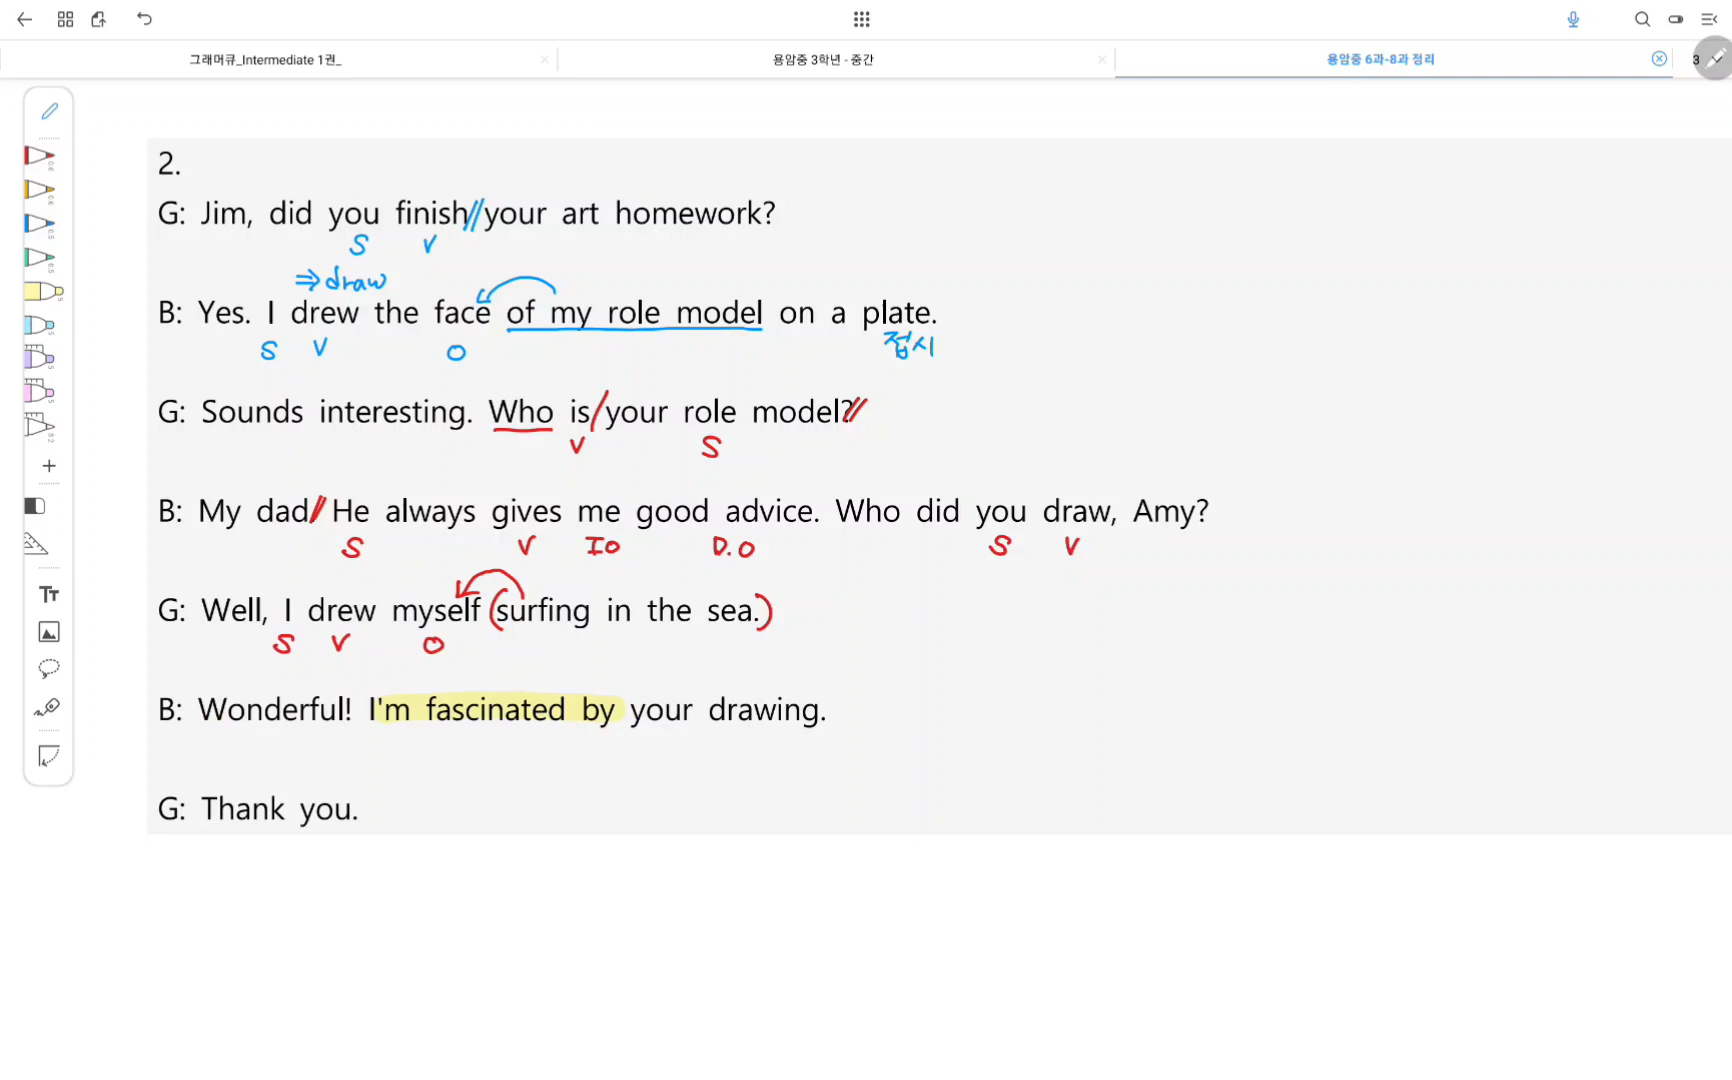 그래머큐_Intermediate 1권_
용암중 3학년 - 중간
용암중 6과-8과 정리
3
2.
G: Jim, did you finish//your art homework?
S V
⇒draw
B: Yes. I drew the face of my role model on a plate.
S V O 접시
G: Sounds interesting. Who is/your role model?//
V S
B: My dad// He always gives me good advice. Who did you draw, Amy?
S V IO D.O S V
G: Well, I drew myself (surfing in the sea.)
S V O
B: Wonderful! I'm fascinated by your drawing.
G: Thank you.